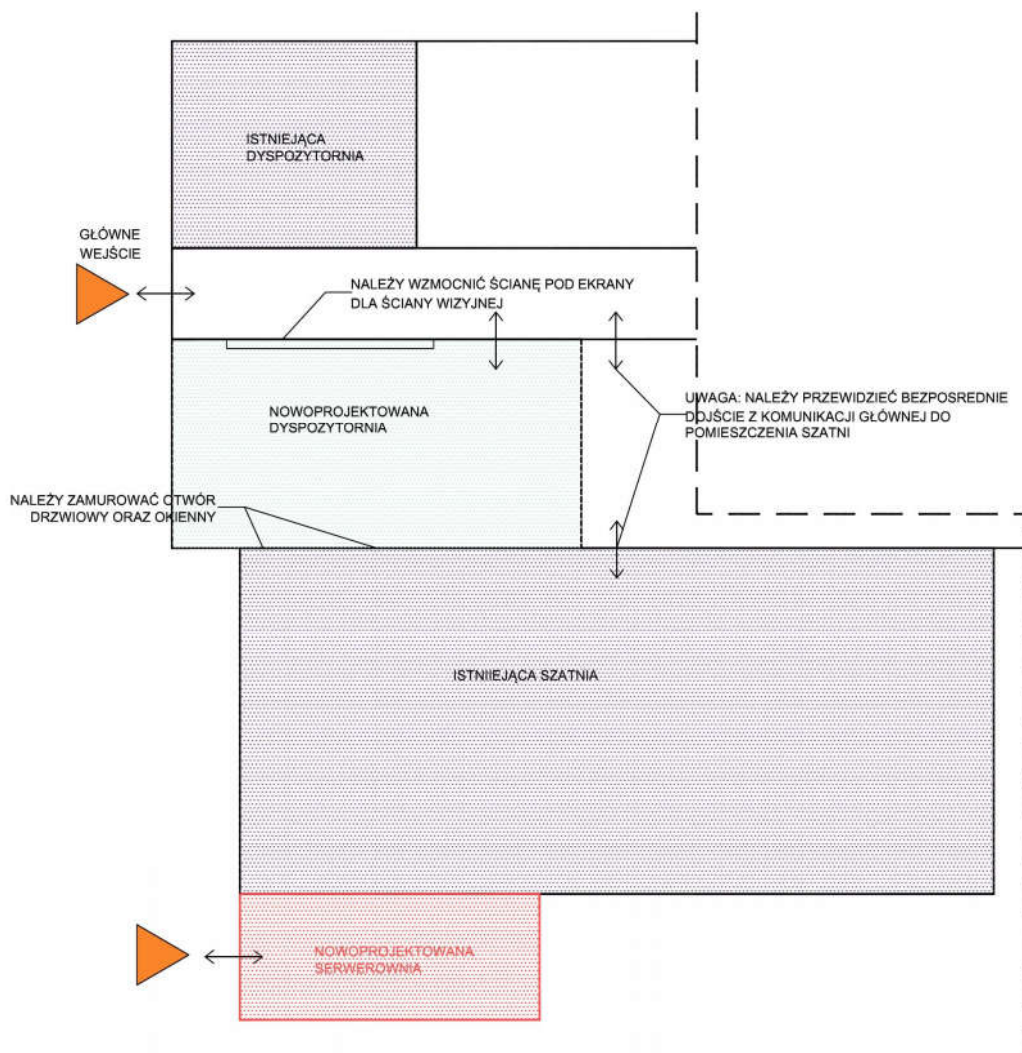 ISTNIEJĄCA
DYSPOZYTORNIA
GŁÓWNE
WEJŚCIE
NALEŻY WZMOCNIĆ ŚCIANĘ POD EKRANY
DLA ŚCIANY WIZYJNEJ
NOWOPROJEKTOWANA
DYSPOZYTORNIA
UWAGA: NALEŻY PRZEWIDZIEĆ BEZPOSREDNIE
DOJŚCIE Z KOMUNIKACJI GŁÓWNEJ DO
POMIESZCZENIA SZATNI
NALEŻY ZAMUROWAĆ OTWÓR
DRZWIOWY ORAZ OKIENNY
ISTNIIEJĄCA SZATNIA
NOWOPROJEKTOWANA
SERWEROWNIA